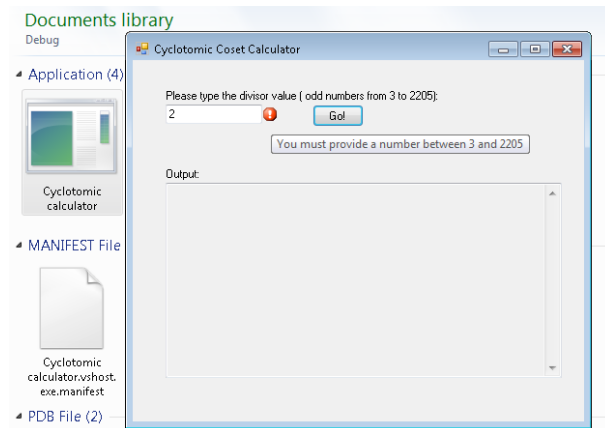 Documents library
Debug
Application (4)
Cyclotomic
calculator
MANIFEST File
Cyclotomic
calculator.vshost.
exe.manifest
PDB File (2)
Cyclotomic Coset Calculator
Please type the divisor value ( odd numbers from 3 to 2205):
2
Go!
You must provide a number between 3 and 2205
Output: